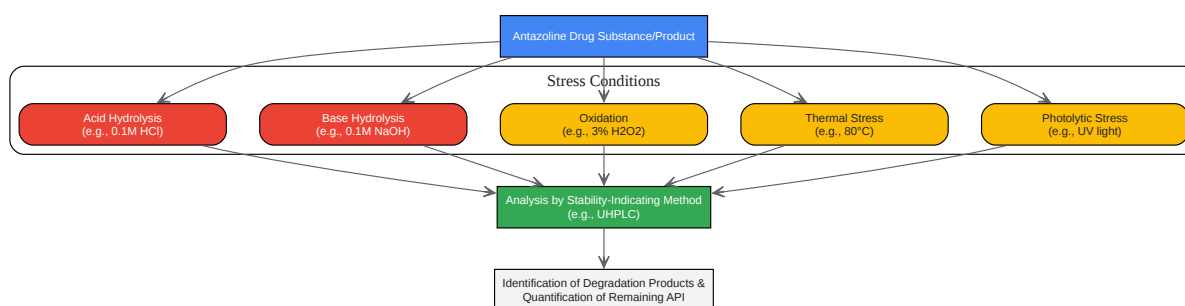 Antazoline Drug Substance/Product
Stress Conditions
Acid Hydrolysis
(e.g., 0.1M HCl)
Base Hydrolysis
(e.g., 0.1M NaOH)
Oxidation
(e.g., 3% H2O2)
Thermal Stress
(e.g., 80°C)
Photolytic Stress
(e.g., UV light)
Analysis by Stability-Indicating Method
(e.g., UHPLC)
Identification of Degradation Products &
Quantification of Remaining API